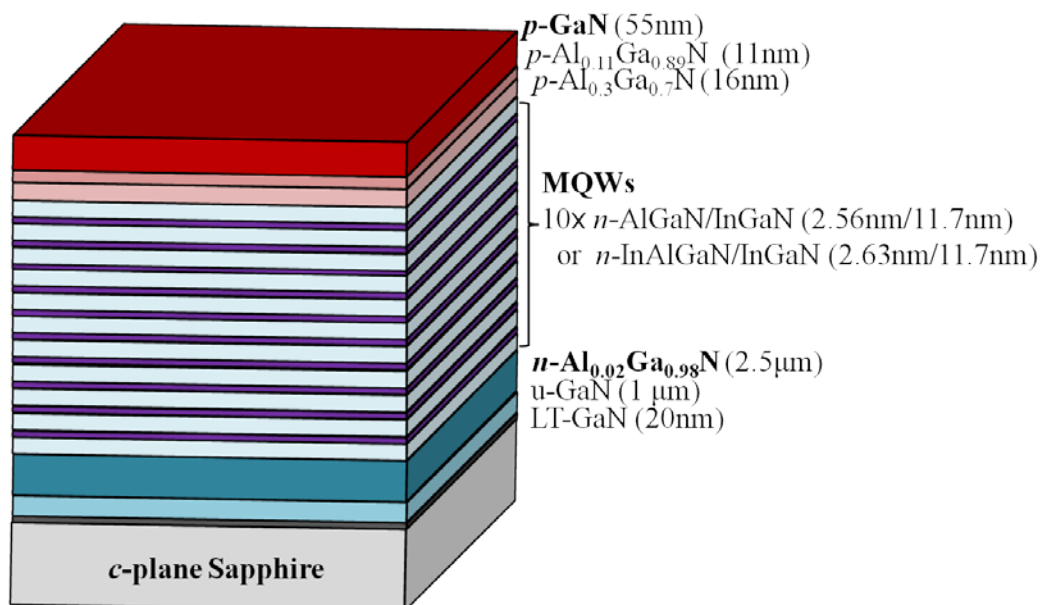 p-GaN (55nm)
p-Al0.11Ga0.89N (11nm)
p-Al0.3Ga0.7N (16nm)
MQWs
10x n-AlGaN/InGaN (2.56nm/11.7nm)
or n-InAlGaN/InGaN (2.63nm/11.7nm)
n-Al0.02Ga0.98N (2.5μm)
u-GaN (1 μm)
LT-GaN (20nm)
c-plane Sapphire